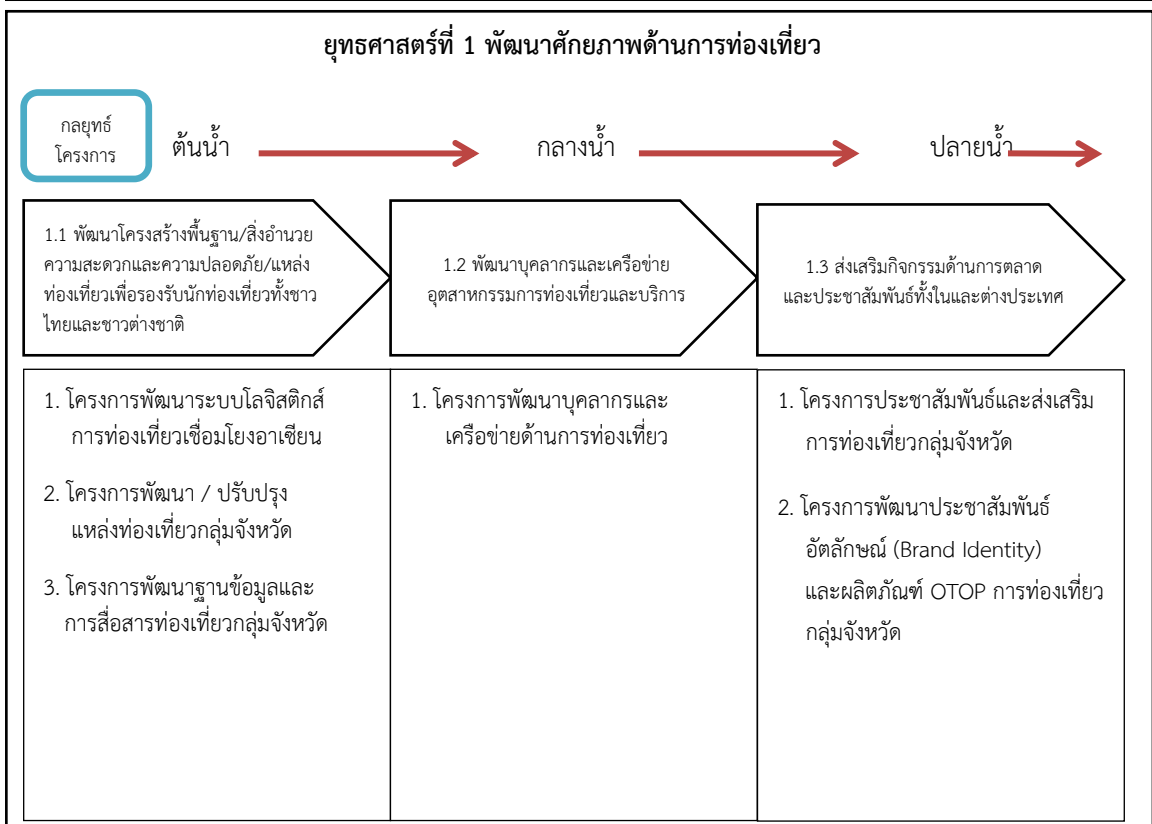 ยุทธศาสตร์ที่ 1 พัฒนาศักยภาพด้านการท่องเที่ยว
กลยุทธ์
โครงการ
ต้นน้ำ
กลางน้ำ
ปลายน้ำ
1.1 พัฒนาโครงสร้างพื้นฐาน/สิ่งอำนวย
ความสะดวกและความปลอดภัย/แหล่ง
ท่องเที่ยวเพื่อรองรับนักท่องเที่ยวทั้งชาว
ไทยและชาวต่างชาติ
1.2 พัฒนาบุคลากรและเครือข่าย
อุตสาหกรรมการท่องเที่ยวและบริการ
1.3 ส่งเสริมกิจกรรมด้านการตลาด
และประชาสัมพันธ์ทั้งในและต่างประเทศ
1. โครงการพัฒนาระบบโลจิสติกส์
การท่องเที่ยวเชื่อมโยงอาเซียน
2. โครงการพัฒนา / ปรับปรุง
แหล่งท่องเที่ยวกลุ่มจังหวัด
3. โครงการพัฒนาฐานข้อมูลและ
การสื่อสารท่องเที่ยวกลุ่มจังหวัด
1. โครงการพัฒนาบุคลากรและ
เครือข่ายด้านการท่องเที่ยว
1. โครงการประชาสัมพันธ์และส่งเสริม
การท่องเที่ยวกลุ่มจังหวัด
2. โครงการพัฒนาประชาสัมพันธ์
อัตลักษณ์ (Brand Identity)
และผลิตภัณฑ์ OTOP การท่องเที่ยว
กลุ่มจังหวัด